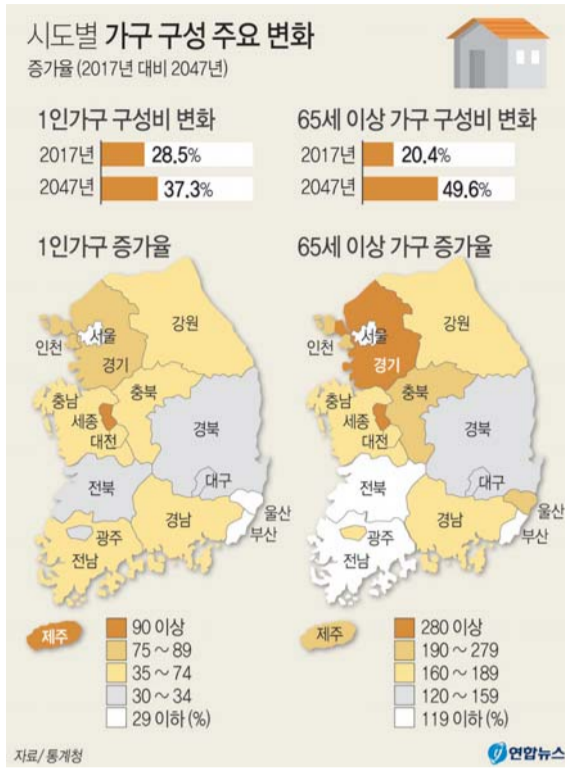 시도별 가구 구성 주요 변화
증가율 (2017년 대비 2047년)
1인가구 구성비 변화
2017년 28.5%
2047년 37.3%
65세 이상 가구 구성비 변화
2017년 20.4%
2047년 49.6%
1인가구 증가율
서울
인천
경기
강원
충남
충북
세종
대전
경북
전북
대구
광주
경남
울산
부산
전남
제주
90 이상
75~89
35~74
30~34
29 이하(%)
65세 이상 가구 증가율
서울
인천
경기
강원
충남
충북
세종
대전
경북
전북
대구
광주
경남
울산
부산
전남
제주
280 이상
190~279
160~189
120~159
119 이하(%)
자료/통계청
y 연합뉴스